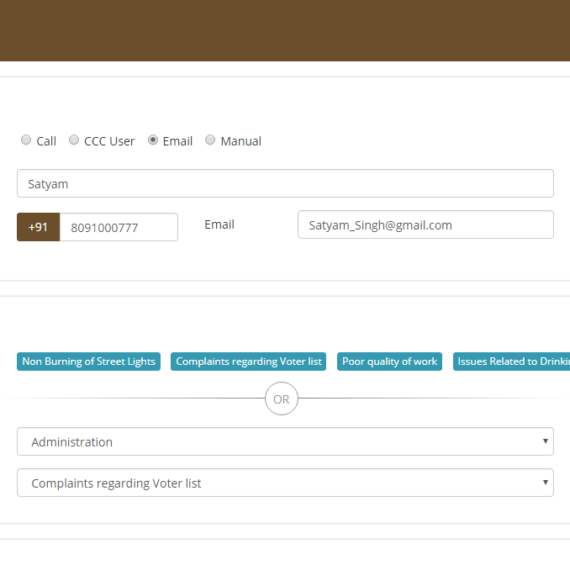 Call CCC User Email Manual
Satyam
+91 8091000777 Email Satyam_Singh@gmail.com
Non Burning of Street Lights Complaints regarding Voter list Poor quality of work Issues Related to
OR
Administration
Complaints regarding Voter list